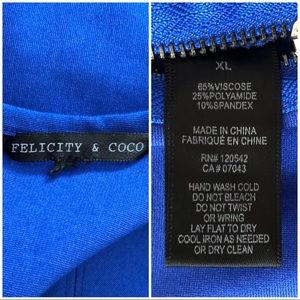 FELICITY & COCO
XL
65%VISCOSE
25%POLYAMIDE
10%SPANDEX
MADE IN CHINA
FABRIQUÉ EN CHINE
RN# 120542
CA# 07043
HAND WASH COLD
DO NOT BLEACH
DO NOT TWIST
OR WRING
LAY FLAT TO DRY
COOL IRON AS NEEDED
OR DRY CLEAN